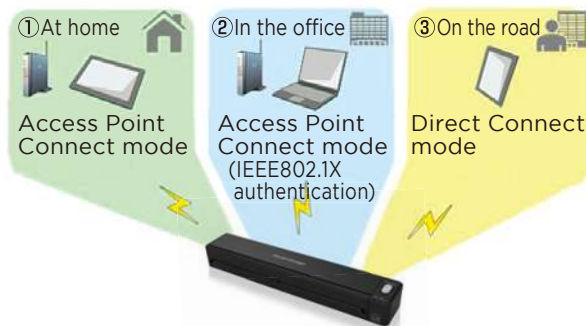 ①At home
Access Point
Connect mode
②In the office
Access Point
Connect mode
(IEEE802.1X
authentication)
③On the road
Direct Connect
mode